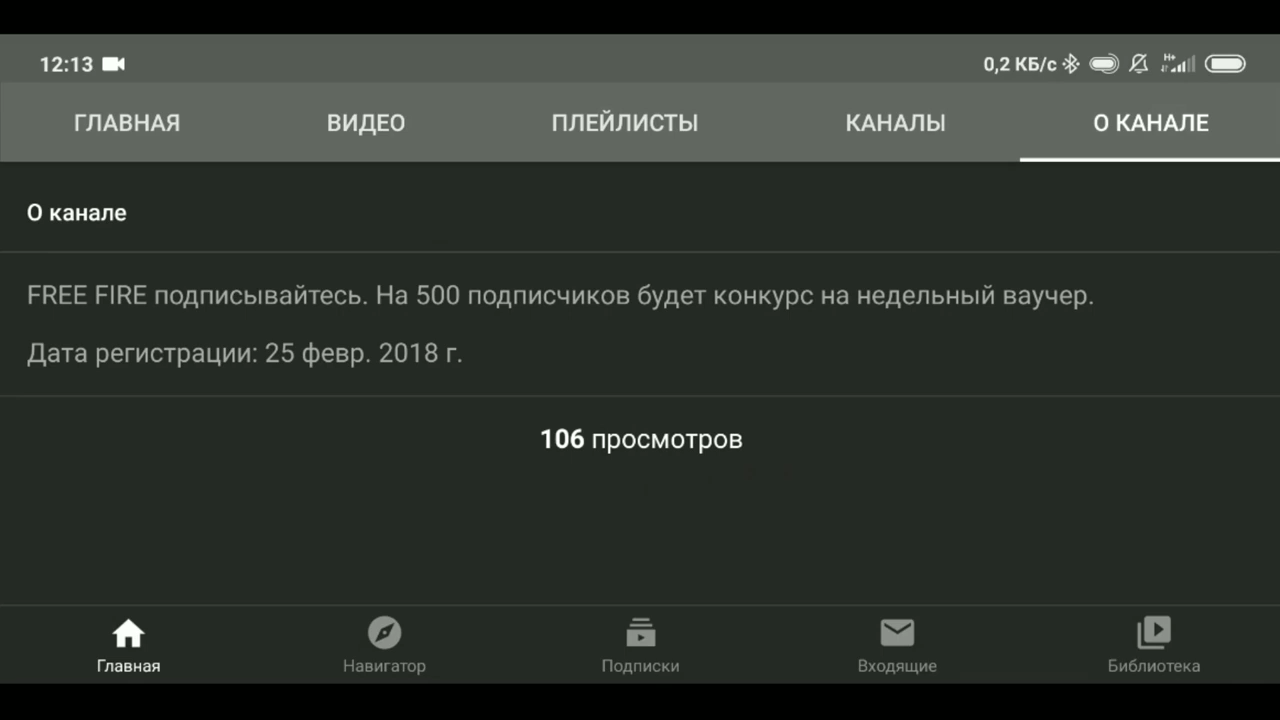 12:13 0,2 КБ/с H+
ГЛАВНАЯ ВИДЕО ПЛЕЙЛИСТЫ КАНАЛЫ О КАНАЛЕ
О канале
FREE FIRE подписывайтесь. На 500 подписчиков будет конкурс на недельный ваучер.
Дата регистрации: 25 февр. 2018 г.
106 просмотров
Главная Навигатор Подписки Входящие Библиотека